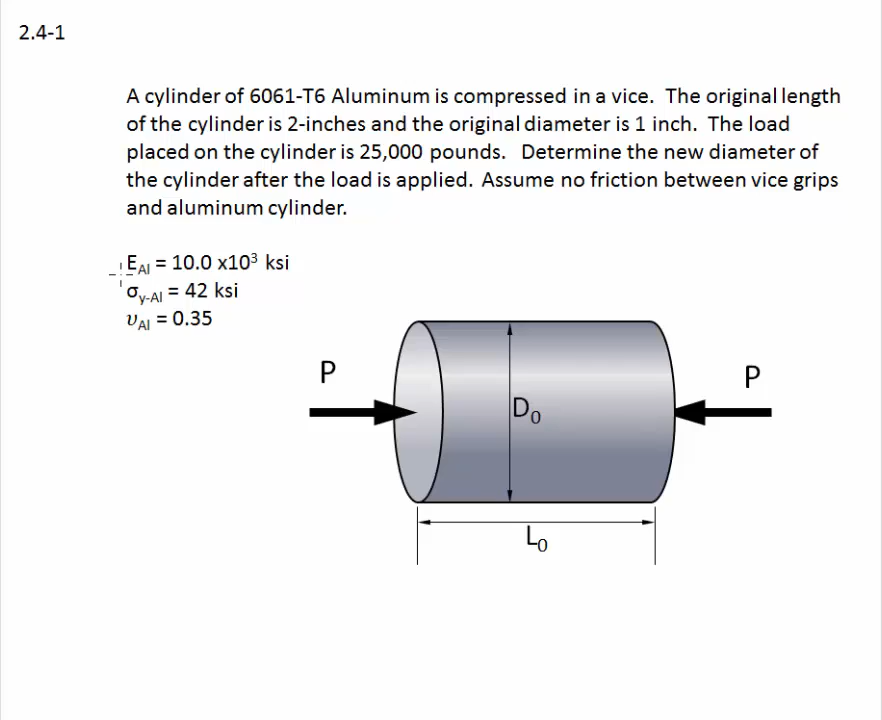 2.4-1
A cylinder of 6061-T6 Aluminum is compressed in a vice. The original length
of the cylinder is 2-inches and the original diameter is 1 inch. The load
placed on the cylinder is 25,000 pounds. Determine the new diameter of
the cylinder after the load is applied. Assume no friction between vice grips
and aluminum cylinder.
E_Al = 10.0 x10³ ksi
σ_y-Al = 42 ksi
υ_Al = 0.35
P
P
D₀
L₀